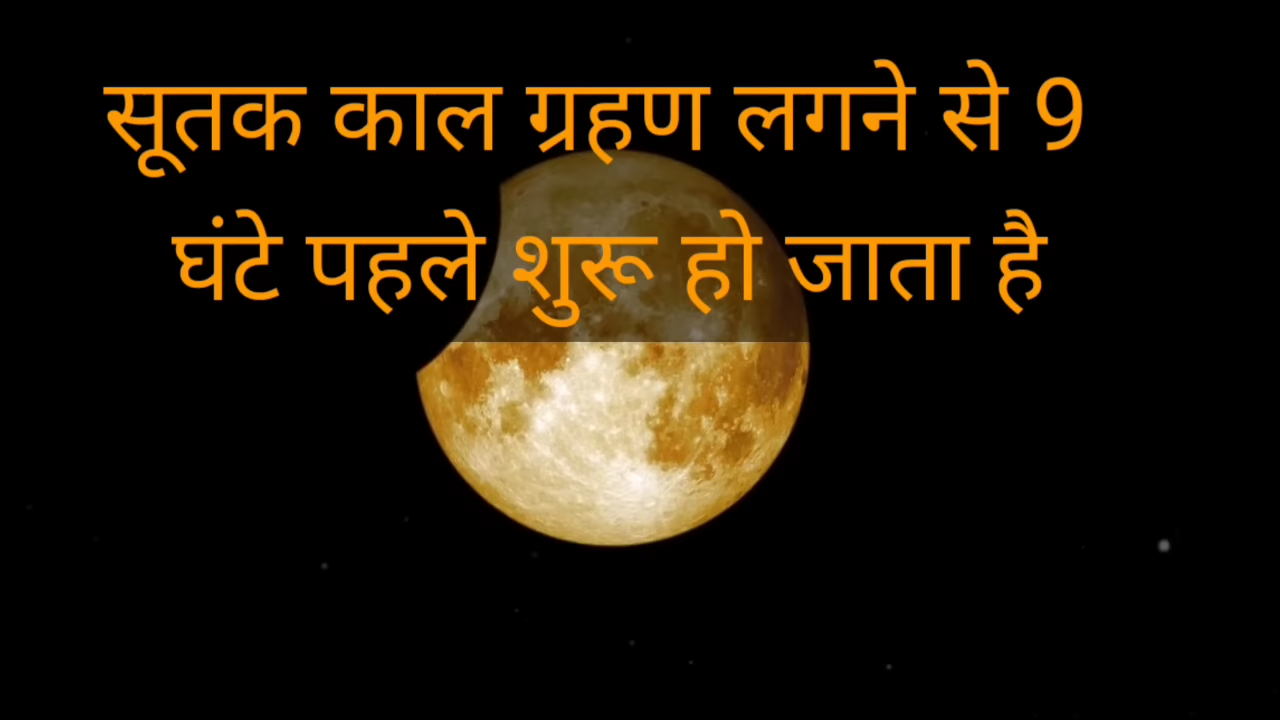 सूतक काल ग्रहण लगने से 9
घंटे पहले शुरू हो जाता है